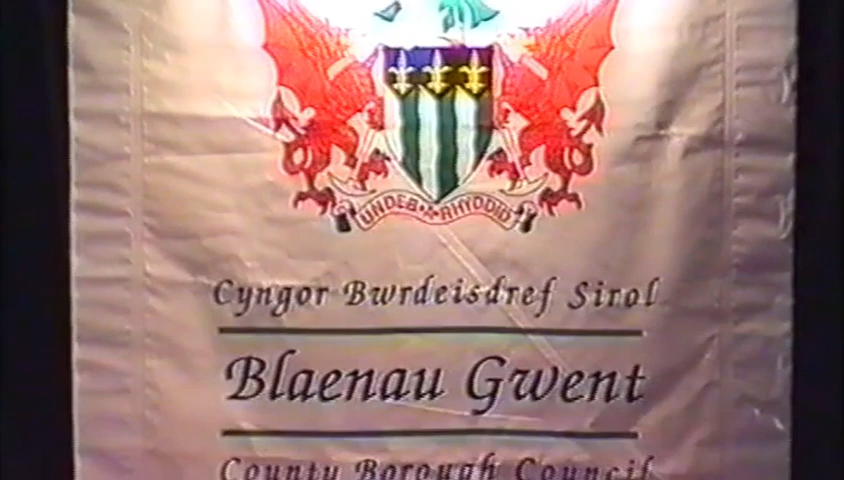 UNDEB·A·RHYDDID
Cyngor Bwrdeisdref Sirol
Blaenau Gwent
County Borough Council